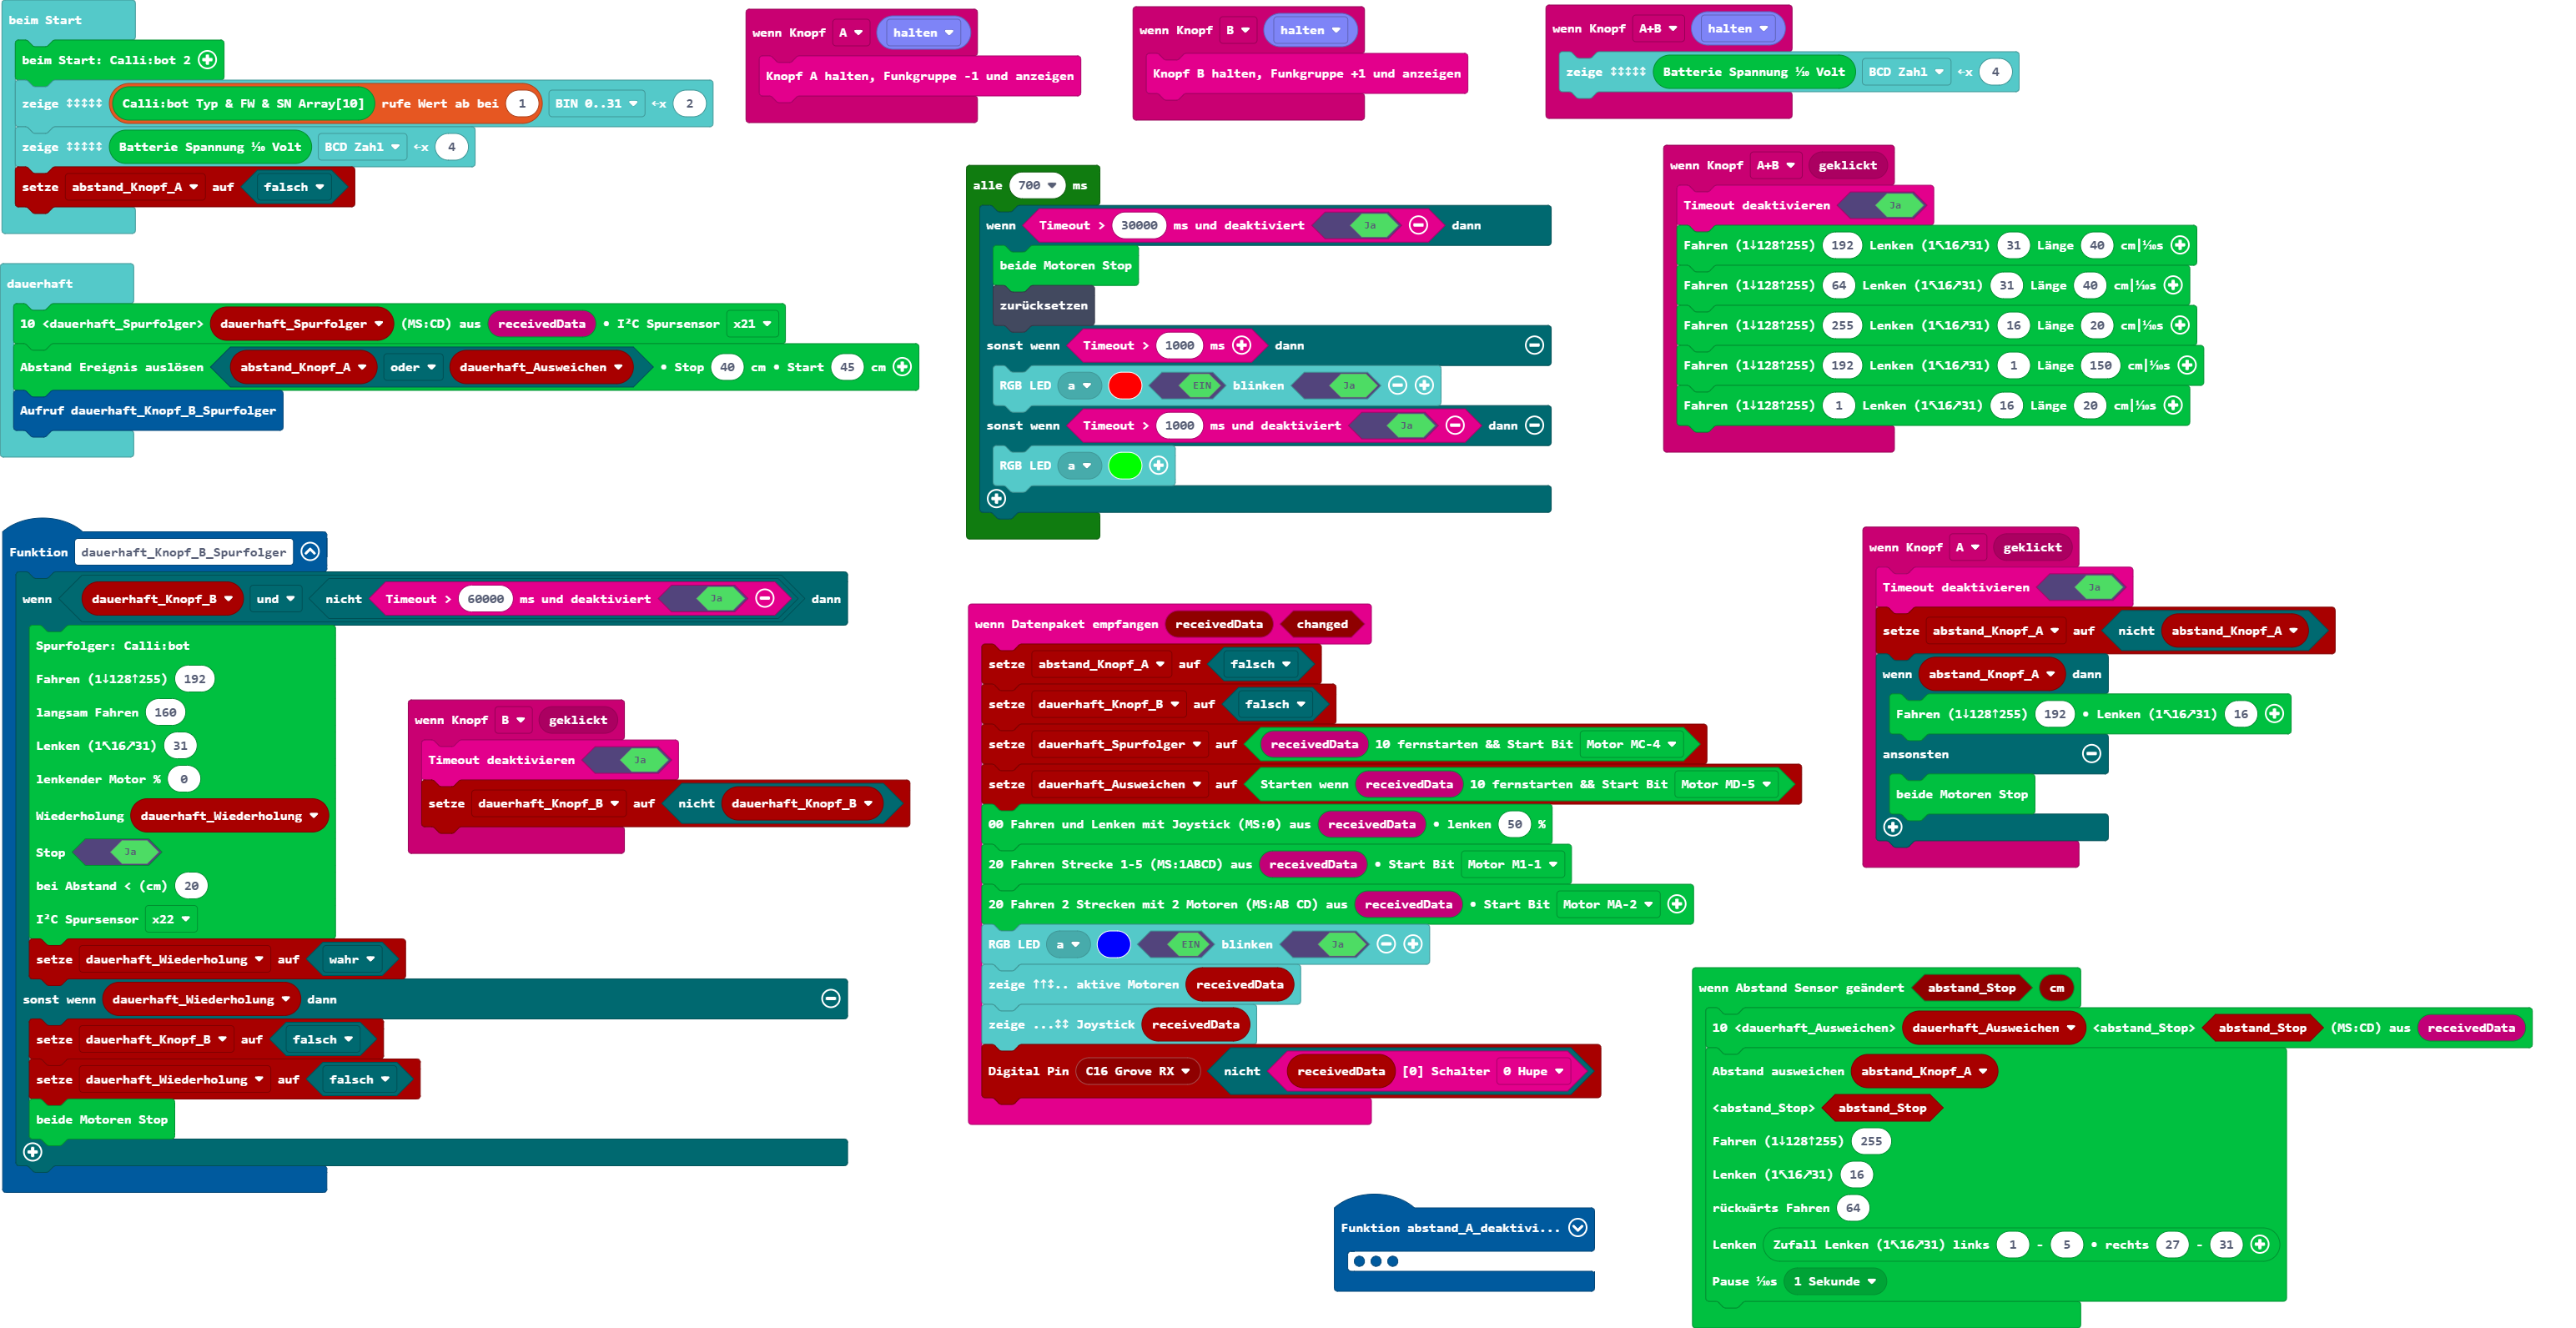 beim Start
beim Start: Calli:bot 2
zeige ↕↕↕↕↕ Calli:bot Typ & FW & SN Array[10] rufe Wert ab bei 1 BIN 0..31 ←x 2
zeige ↕↕↕↕↕ Batterie Spannung ⅒ Volt BCD Zahl ←x 4
setze abstand_Knopf_A auf falsch
wenn Knopf A halten
Knopf A halten, Funkgruppe -1 und anzeigen
wenn Knopf B halten
Knopf B halten, Funkgruppe +1 und anzeigen
wenn Knopf A+B halten
zeige ↕↕↕↕↕ Batterie Spannung ⅒ Volt BCD Zahl ←x 4
dauerhaft
10 <dauerhaft_Spurfolger> dauerhaft_Spurfolger (MS:CD) aus receivedData • I²C Spursensor x21
Abstand Ereignis auslösen abstand_Knopf_A oder dauerhaft_Ausweichen • Stop 40 cm • Start 45 cm
Aufruf dauerhaft_Knopf_B_Spurfolger
alle 700 ms
wenn Timeout > 30000 ms und deaktiviert Ja dann
beide Motoren Stop
zurücksetzen
sonst wenn Timeout > 1000 ms dann
RGB LED a EIN blinken Ja
sonst wenn Timeout > 1000 ms und deaktiviert Ja dann
RGB LED a
wenn Knopf A+B geklickt
Timeout deaktivieren Ja
Fahren (1↓128↑255) 192 Lenken (1↖16↗31) 31 Länge 40 cm|⅒s
Fahren (1↓128↑255) 64 Lenken (1↖16↗31) 31 Länge 40 cm|⅒s
Fahren (1↓128↑255) 255 Lenken (1↖16↗31) 16 Länge 20 cm|⅒s
Fahren (1↓128↑255) 192 Lenken (1↖16↗31) 1 Länge 150 cm|⅒s
Fahren (1↓128↑255) 1 Lenken (1↖16↗31) 16 Länge 20 cm|⅒s
Funktion dauerhaft_Knopf_B_Spurfolger
wenn dauerhaft_Knopf_B und nicht Timeout > 60000 ms und deaktiviert Ja dann
Spurfolger: Calli:bot
Fahren (1↓128↑255) 192
langsam Fahren 160
Lenken (1↖16↗31) 31
lenkender Motor % 0
Wiederholung dauerhaft_Wiederholung
Stop Ja
bei Abstand < (cm) 20
I²C Spursensor x22
setze dauerhaft_Wiederholung auf wahr
sonst wenn dauerhaft_Wiederholung dann
setze dauerhaft_Knopf_B auf falsch
setze dauerhaft_Wiederholung auf falsch
beide Motoren Stop
wenn Knopf B geklickt
Timeout deaktivieren Ja
setze dauerhaft_Knopf_B auf nicht dauerhaft_Knopf_B
wenn Datenpaket empfangen receivedData changed
setze abstand_Knopf_A auf falsch
setze dauerhaft_Knopf_B auf falsch
setze dauerhaft_Spurfolger auf receivedData 10 fernstarten && Start Bit Motor MC-4
setze dauerhaft_Ausweichen auf Starten wenn receivedData 10 fernstarten && Start Bit Motor MD-5
00 Fahren und Lenken mit Joystick (MS:0) aus receivedData • lenken 50 %
20 Fahren Strecke 1-5 (MS:1ABCD) aus receivedData • Start Bit Motor M1-1
20 Fahren 2 Strecken mit 2 Motoren (MS:AB CD) aus receivedData • Start Bit Motor MA-2
RGB LED a EIN blinken Ja
zeige ↑↑↕.. aktive Motoren receivedData
zeige ...↕↕ Joystick receivedData
Digital Pin C16 Grove RX nicht receivedData [0] Schalter 0 Hupe
wenn Knopf A geklickt
Timeout deaktivieren Ja
setze abstand_Knopf_A auf nicht abstand_Knopf_A
wenn abstand_Knopf_A dann
Fahren (1↓128↑255) 192 • Lenken (1↖16↗31) 16
ansonsten
beide Motoren Stop
wenn Abstand Sensor geändert abstand_Stop cm
10 <dauerhaft_Ausweichen> dauerhaft_Ausweichen <abstand_Stop> abstand_Stop (MS:CD) aus receivedData
Abstand ausweichen abstand_Knopf_A
<abstand_Stop> abstand_Stop
Fahren (1↓128↑255) 255
Lenken (1↖16↗31) 16
rückwärts Fahren 64
Lenken Zufall Lenken (1↖16↗31) links 1 - 5 • rechts 27 - 31
Pause ⅒s 1 Sekunde
Funktion abstand_A_deaktivi...